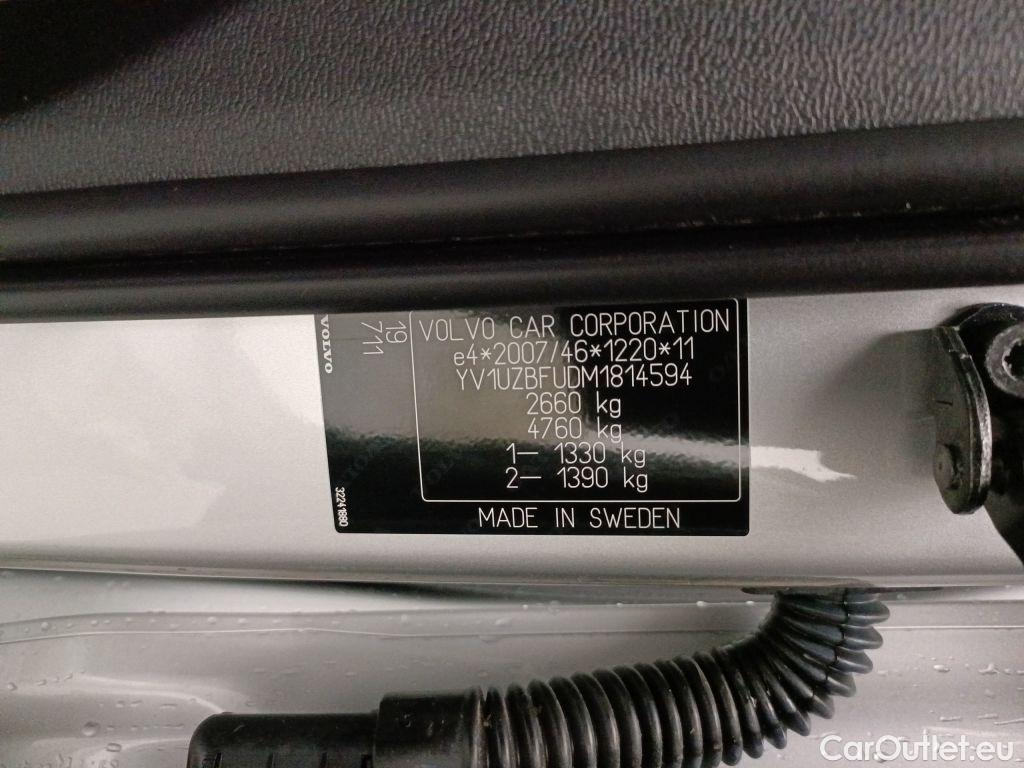 VOLVO
19
711
32241880
VOLVO CAR CORPORATION
e4*2007/46*1220*11
YV1UZBFUDM1814594
2660 kg
4760 kg
1— 1330 kg
2— 1390 kg
MADE IN SWEDEN
CarOutlet.eu